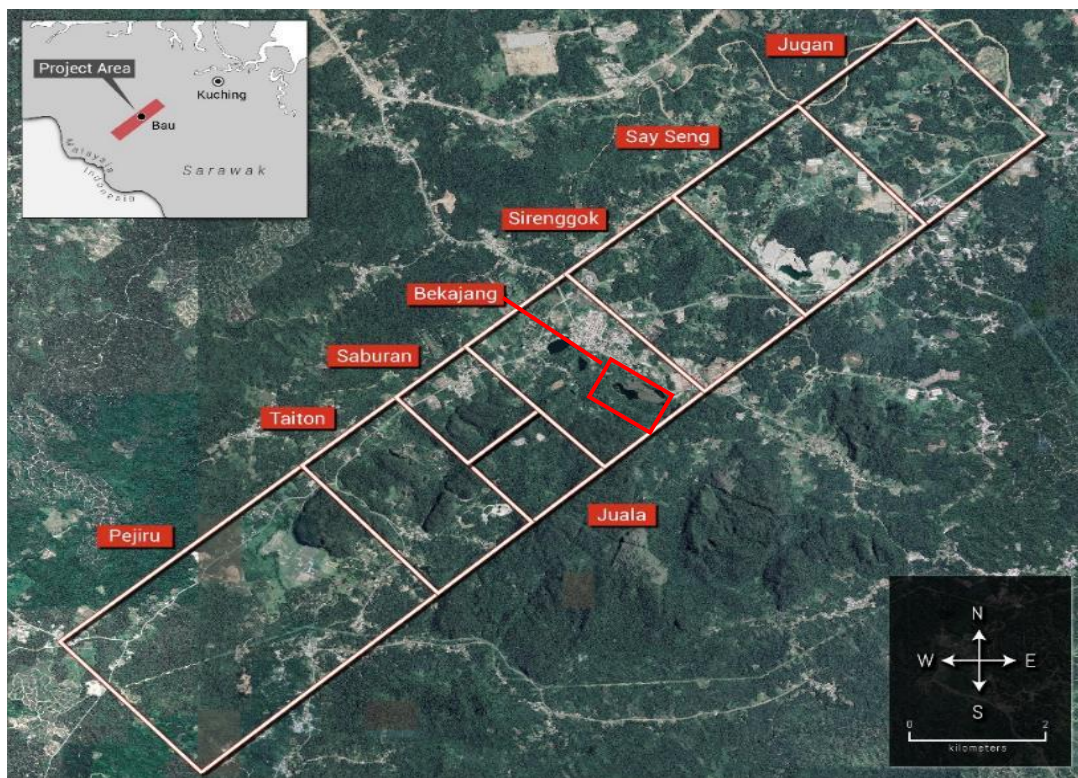 Project Area
Kuching
Bau
Malaysia
Indonesia
Sarawak
Jugan
Say Seng
Sirenggok
Bekajang
Saburan
Taiton
Pejiru
Juala
N
W E
S
0 2
kilometers